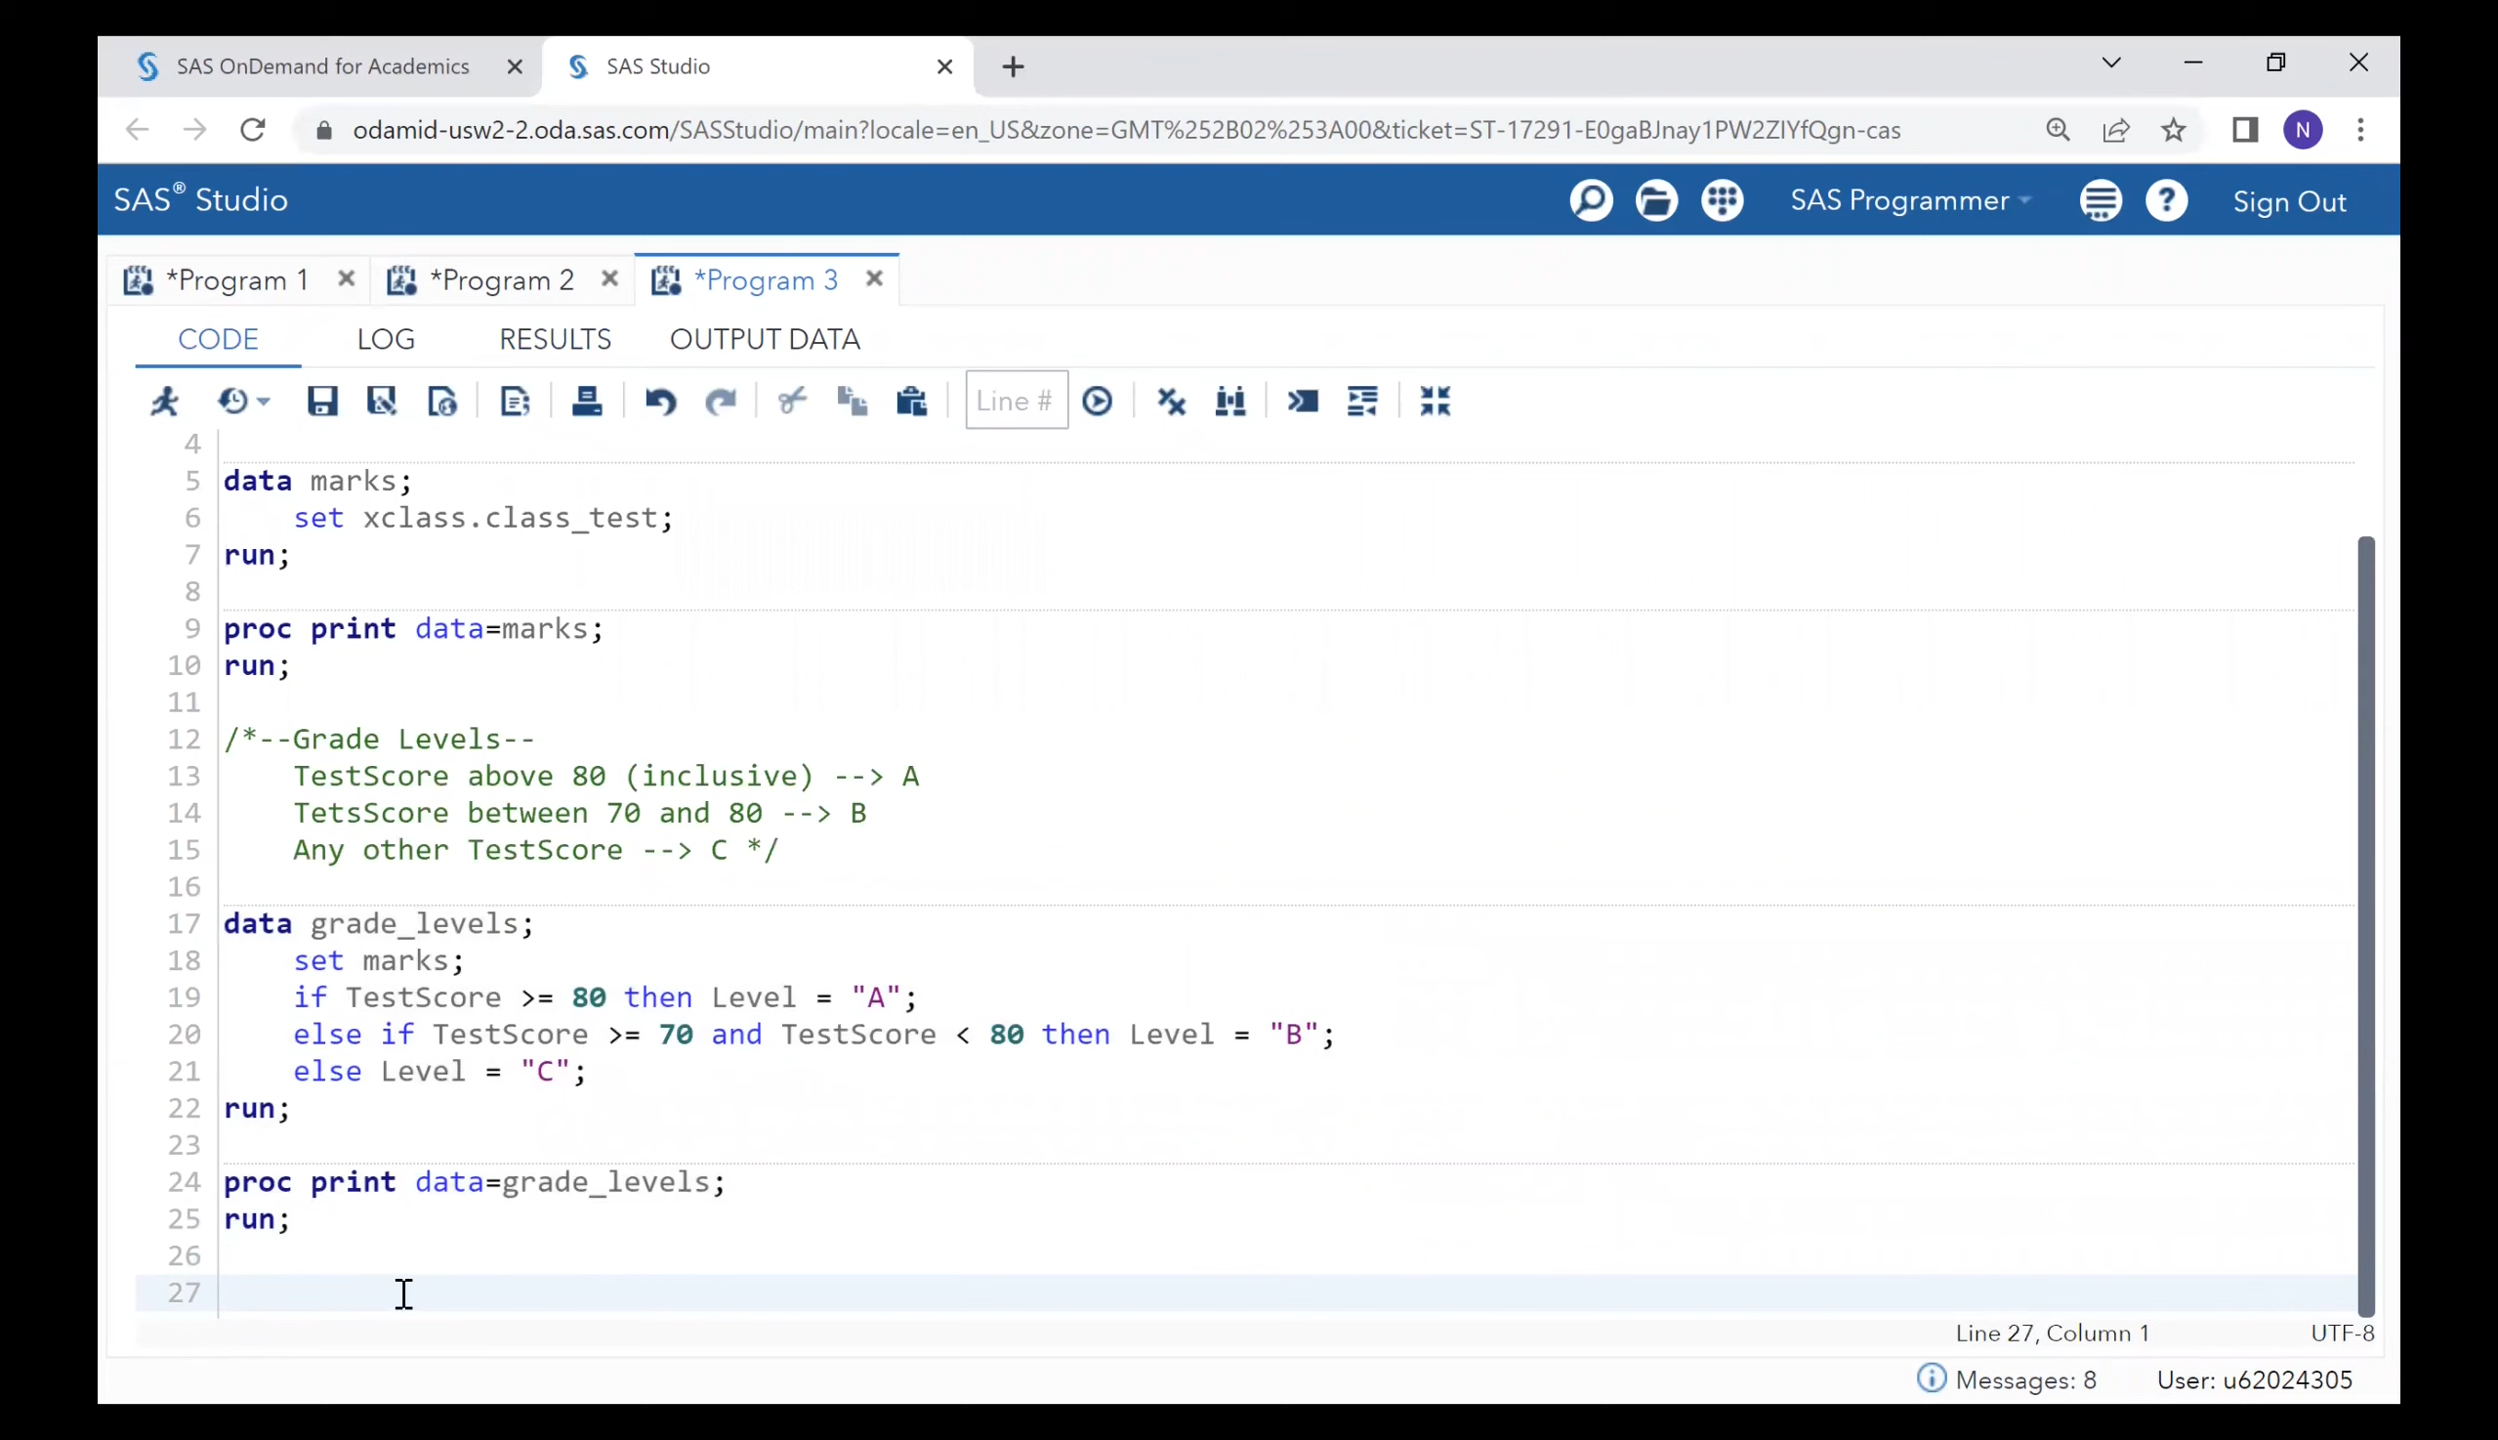 SAS OnDemand for Academics
SAS Studio
odamid-usw2-2.oda.sas.com/SASStudio/main?locale=en_US&zone=GMT%252B02%253A00&ticket=ST-17291-E0gaBJnay1PW2ZIYfQgn-cas
N
SAS® Studio
SAS Programmer
?
Sign Out
*Program 1
*Program 2
*Program 3
CODE LOG RESULTS OUTPUT DATA
Line #
4
5 data marks;
6 set xclass.class_test;
7 run;
8
9 proc print data=marks;
10 run;
11
12 /*--Grade Levels--
13 TestScore above 80 (inclusive) --> A
14 TetsScore between 70 and 80 --> B
15 Any other TestScore --> C */
16
17 data grade_levels;
18 set marks;
19 if TestScore >= 80 then Level = "A";
20 else if TestScore >= 70 and TestScore < 80 then Level = "B";
21 else Level = "C";
22 run;
23
24 proc print data=grade_levels;
25 run;
26
27
Line 27, Column 1 UTF-8
Messages: 8 User: u62024305